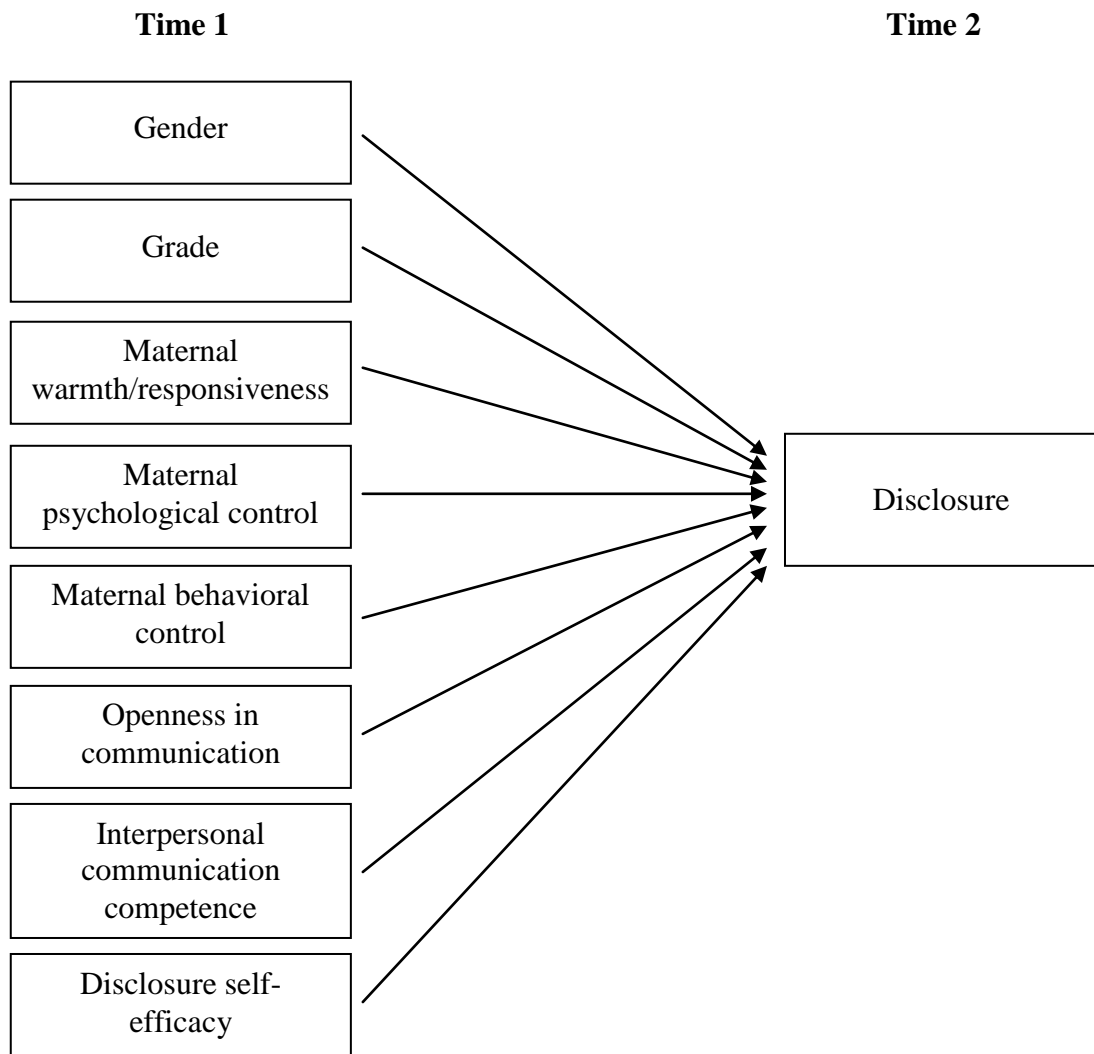 Time 1
Time 2
Gender
Grade
Maternal
warmth/responsiveness
Maternal
psychological control
Maternal behavioral
control
Openness in
communication
Interpersonal
communication
competence
Disclosure self-
efficacy
Disclosure